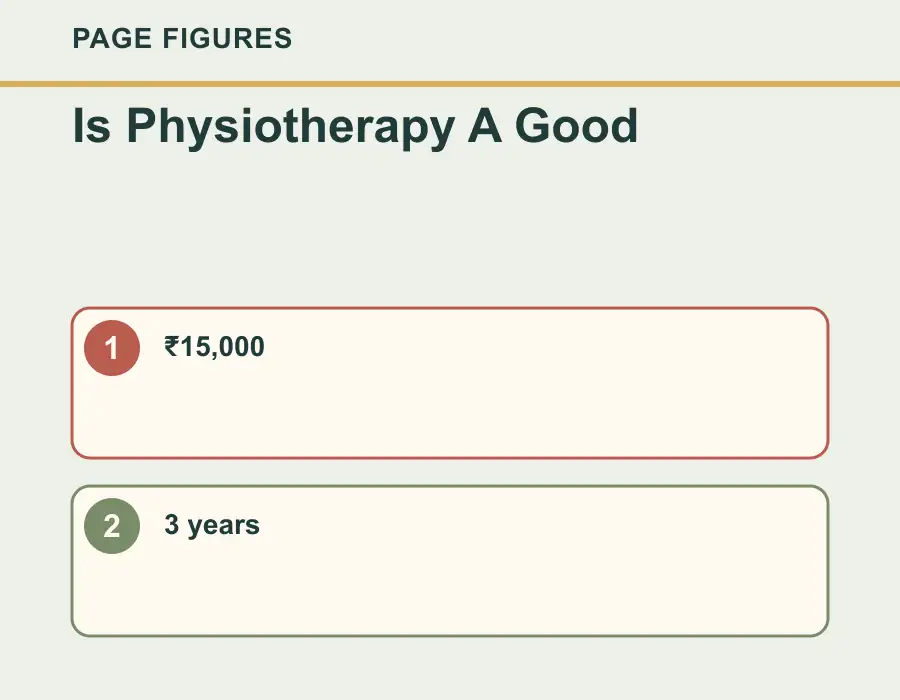 PAGE FIGURES
Is Physiotherapy A Good
1
₹15,000
2
3 years